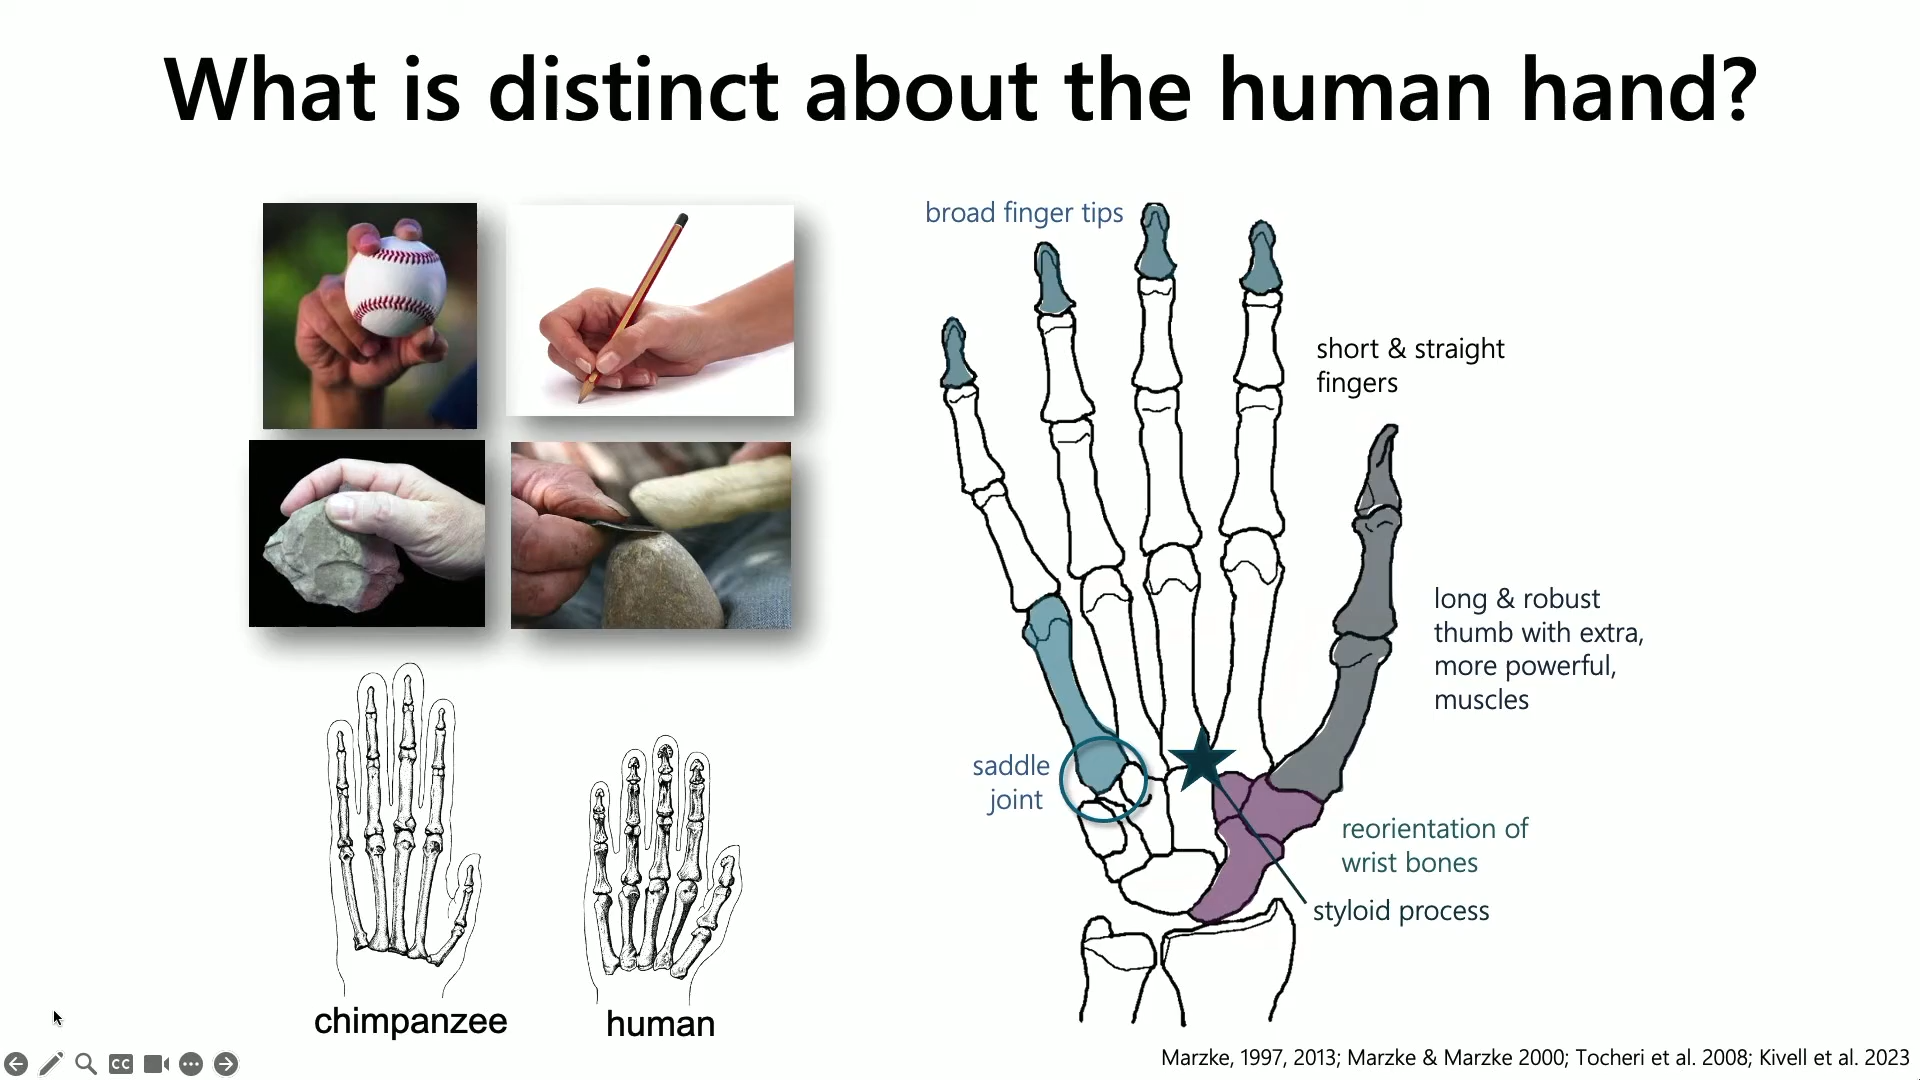 What is distinct about the human hand?
broad finger tips
short & straight
fingers
long & robust
thumb with extra,
more powerful,
muscles
saddle
joint
reorientation of
wrist bones
styloid process
chimpanzee
human
CC
Marzke, 1997, 2013; Marzke & Marzke 2000; Tocheri et al. 2008; Kivell et al. 2023